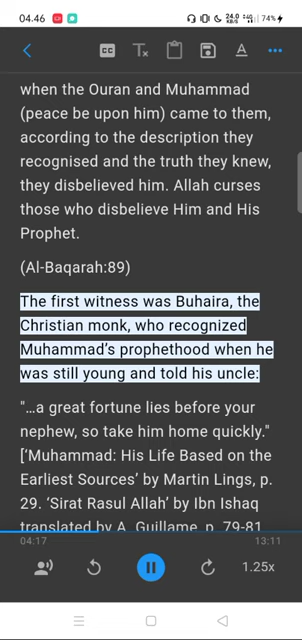 04.46
24.0
KB/S
74%
CC
when the Ouran and Muhammad
(peace be upon him) came to them,
according to the description they
recognised and the truth they knew,
they disbelieved him. Allah curses
those who disbelieve Him and His
Prophet.
(Al-Baqarah:89)
The first witness was Buhaira, the
Christian monk, who recognized
Muhammad's prophethood when he
was still young and told his uncle:
"…a great fortune lies before your
nephew, so take him home quickly."
['Muhammad: His Life Based on the
Earliest Sources' by Martin Lings, p.
29. 'Sirat Rasul Allah' by Ibn Ishaq
translated by A. Guillame, p. 79-81
04:17
13:11
1.25x